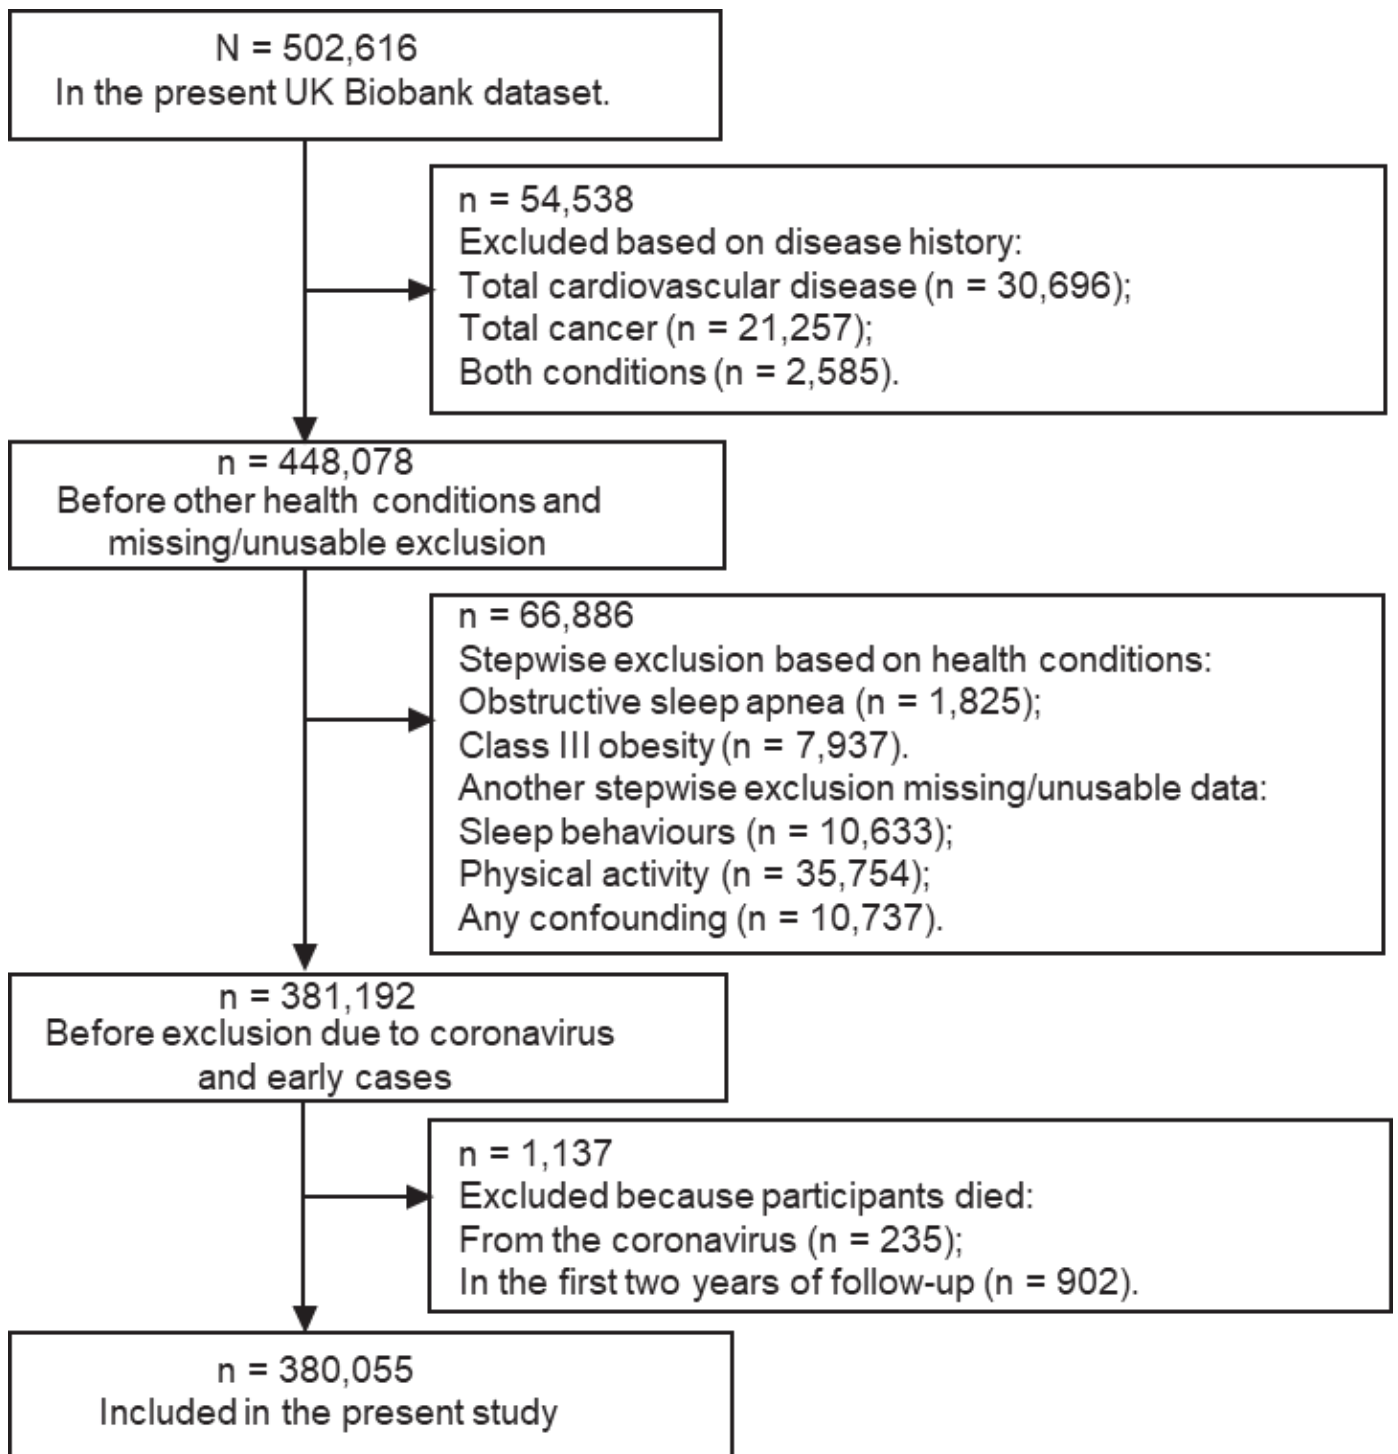 N = 502,616
In the present UK Biobank dataset.
n = 54,538
Excluded based on disease history:
Total cardiovascular disease (n = 30,696);
Total cancer (n = 21,257);
Both conditions (n = 2,585).
n = 448,078
Before other health conditions and
missing/unusable exclusion
n = 66,886
Stepwise exclusion based on health conditions:
Obstructive sleep apnea (n = 1,825);
Class III obesity (n = 7,937).
Another stepwise exclusion missing/unusable data:
Sleep behaviours (n = 10,633);
Physical activity (n = 35,754);
Any confounding (n = 10,737).
n = 381,192
Before exclusion due to coronavirus
and early cases
n = 1,137
Excluded because participants died:
From the coronavirus (n = 235);
In the first two years of follow-up (n = 902).
n = 380,055
Included in the present study